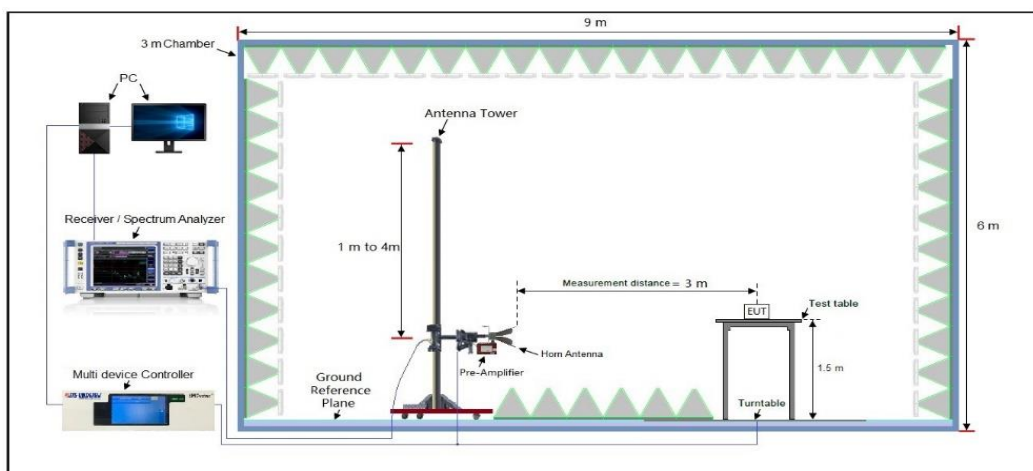 9 m
3 m Chamber
PC
Antenna Tower
Receiver / Spectrum Analyzer
1 m to 4m
6 m
Measurement distance = 3 m
EUT
Test table
Horn Antenna
Pre-Amplifier
1.5 m
Multi device Controller
Ground
Reference
Plane
Turntable